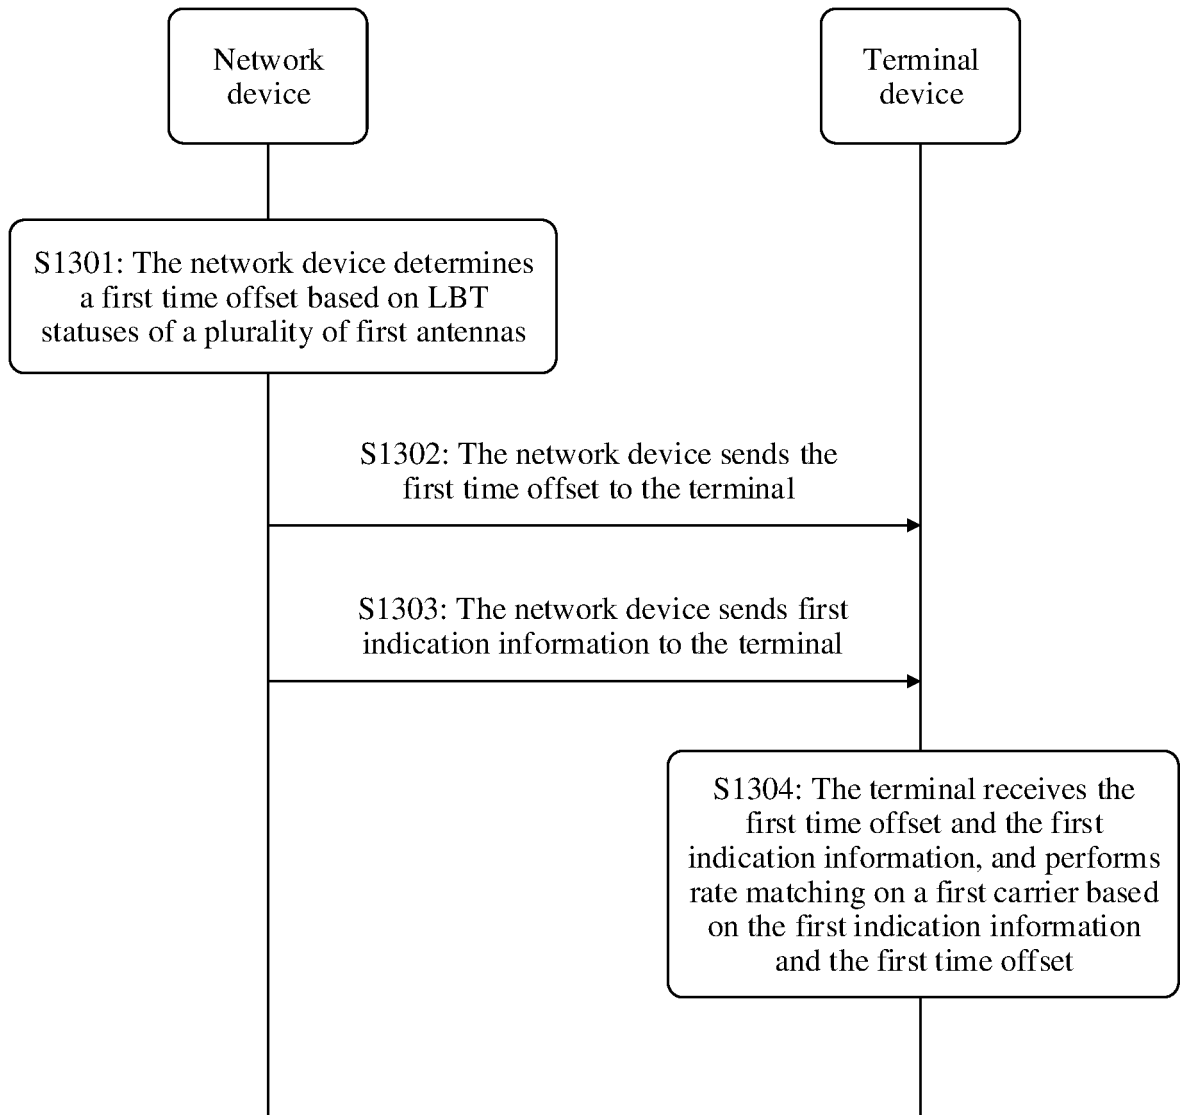 Network
device
Terminal
device
S1301: The network device determines
a first time offset based on LBT
statuses of a plurality of first antennas
S1302: The network device sends the
first time offset to the terminal
S1303: The network device sends first
indication information to the terminal
S1304: The terminal receives the
first time offset and the first
indication information, and performs
rate matching on a first carrier based
on the first indication information
and the first time offset